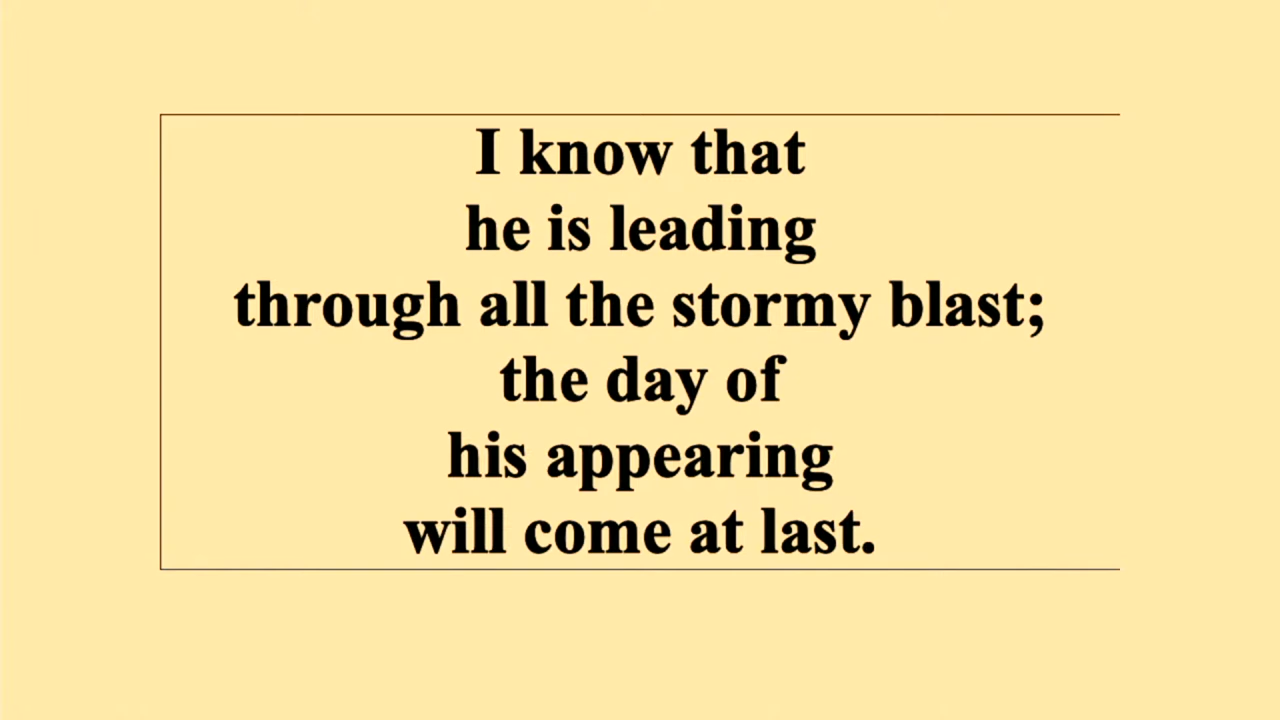 I know that
he is leading
through all the stormy blast;
the day of
his appearing
will come at last.